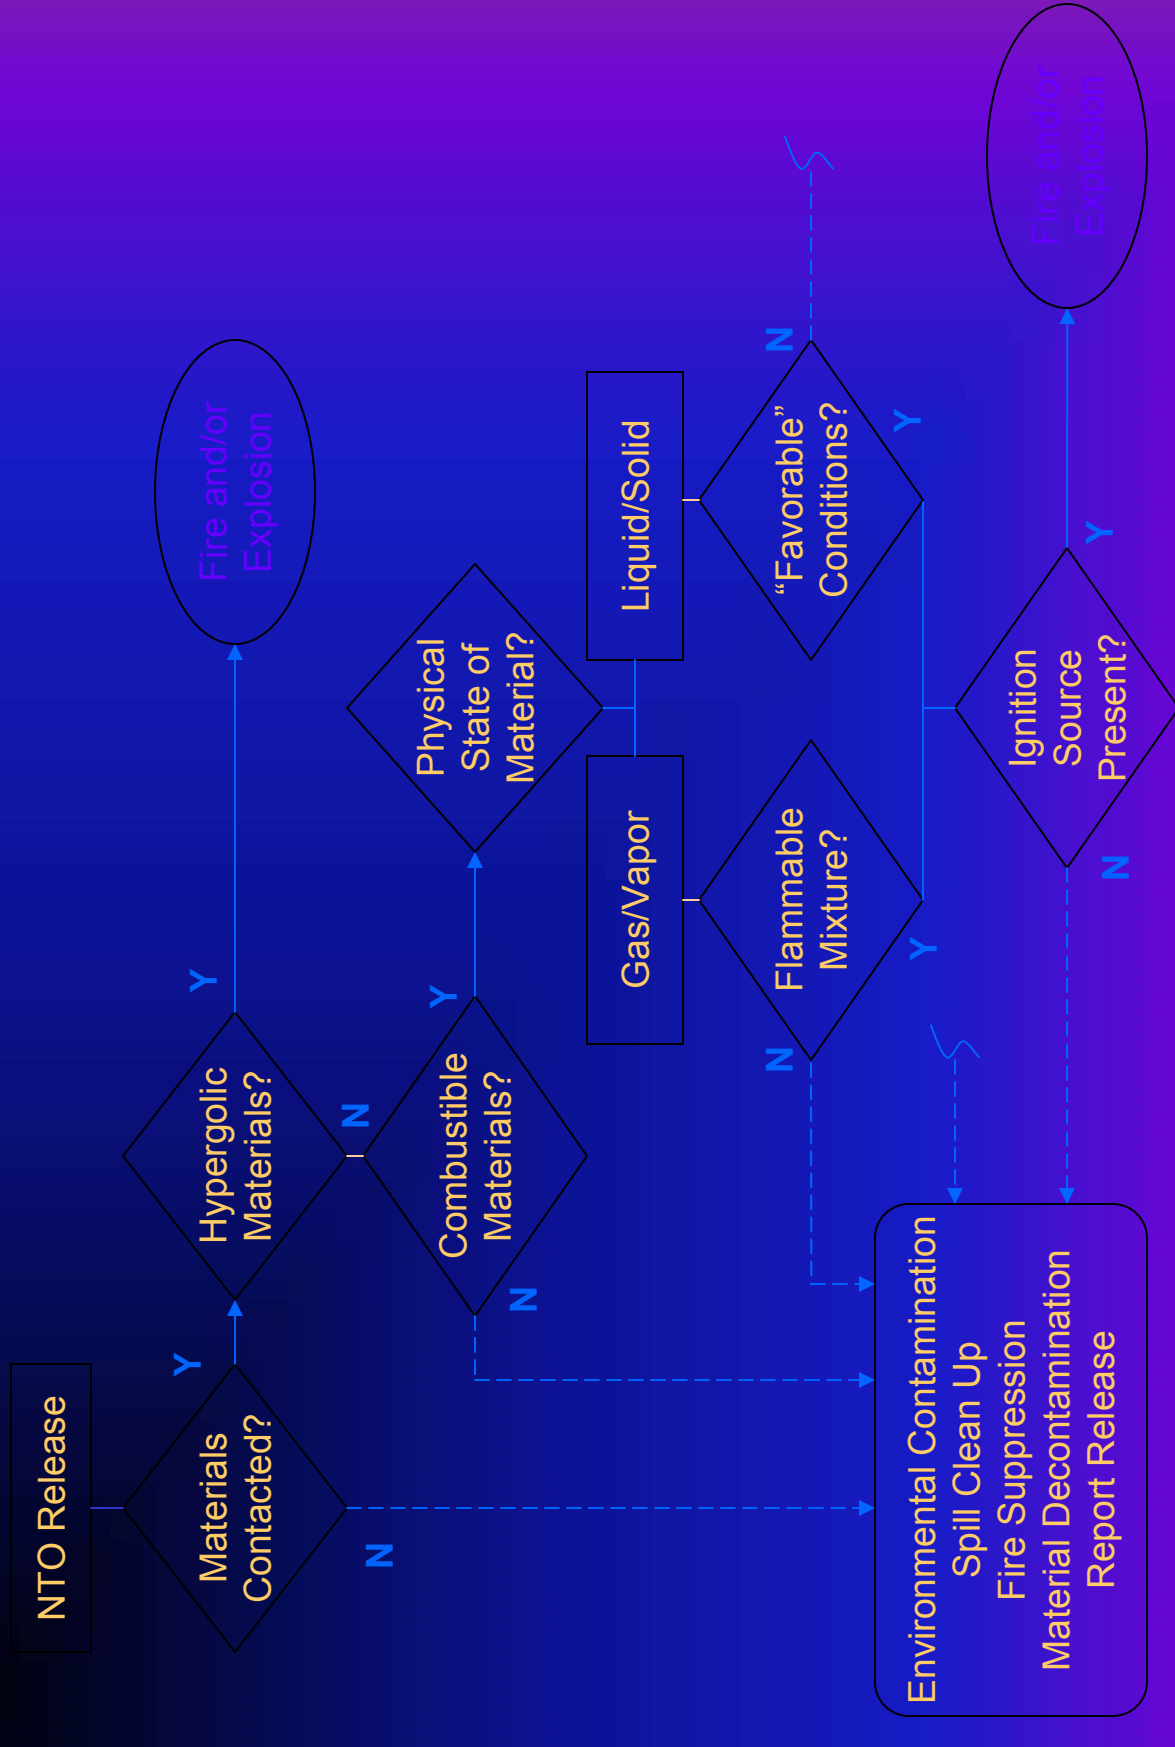 NTO Release
Materials
Contacted?
Y
N
Hypergolic
Materials?
Y
N
Fire and/or
Explosion
Combustible
Materials?
Y
N
Physical
State of
Material?
Gas/Vapor
Liquid/Solid
Flammable
Mixture?
N
Y
“Favorable”
Conditions?
N
Y
Ignition
Source
Present?
N
Y
Fire and/or
Explosion
Environmental Contamination
Spill Clean Up
Fire Suppression
Material Decontamination
Report Release